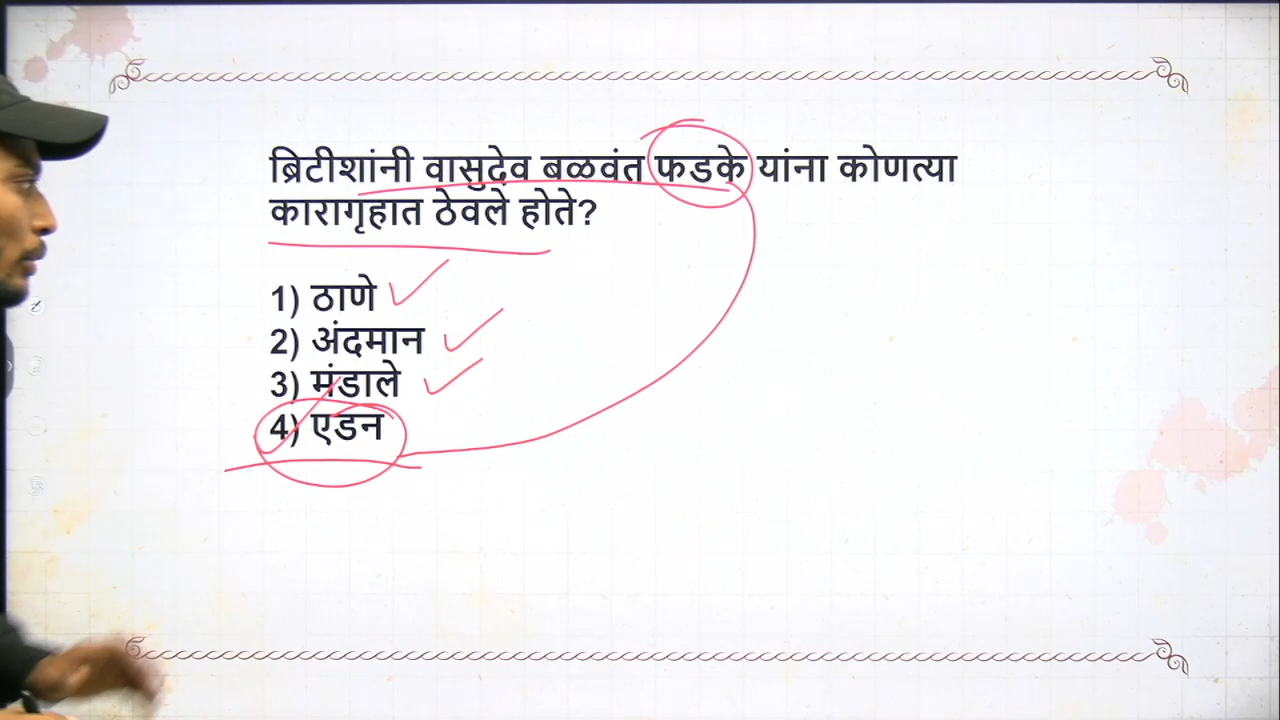 ब्रिटीशांनी वासुदेव बळवंत फडके यांना कोणत्या
कारागृहात ठेवले होते?
1) ठाणे
2) अंदमान
3) मंडाले
4) एडन